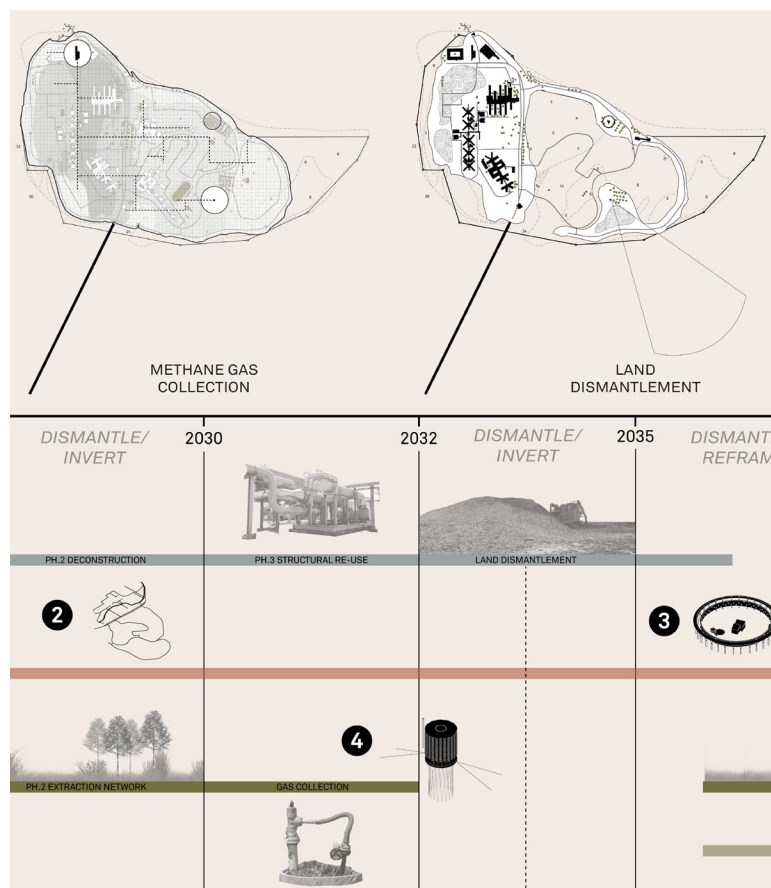 METHANE GAS
COLLECTION
LAND
DISMANTLEMENT
DISMANTLE/
INVERT
2030
2032
DISMANTLE/
INVERT
2035
DISMANT
REFRAM
PH.2 DECONSTRUCTION
PH.3 STRUCTURAL RE-USE
LAND DISMANTLEMENT
2
3
4
PH.2 EXTRACTION NETWORK
GAS COLLECTION